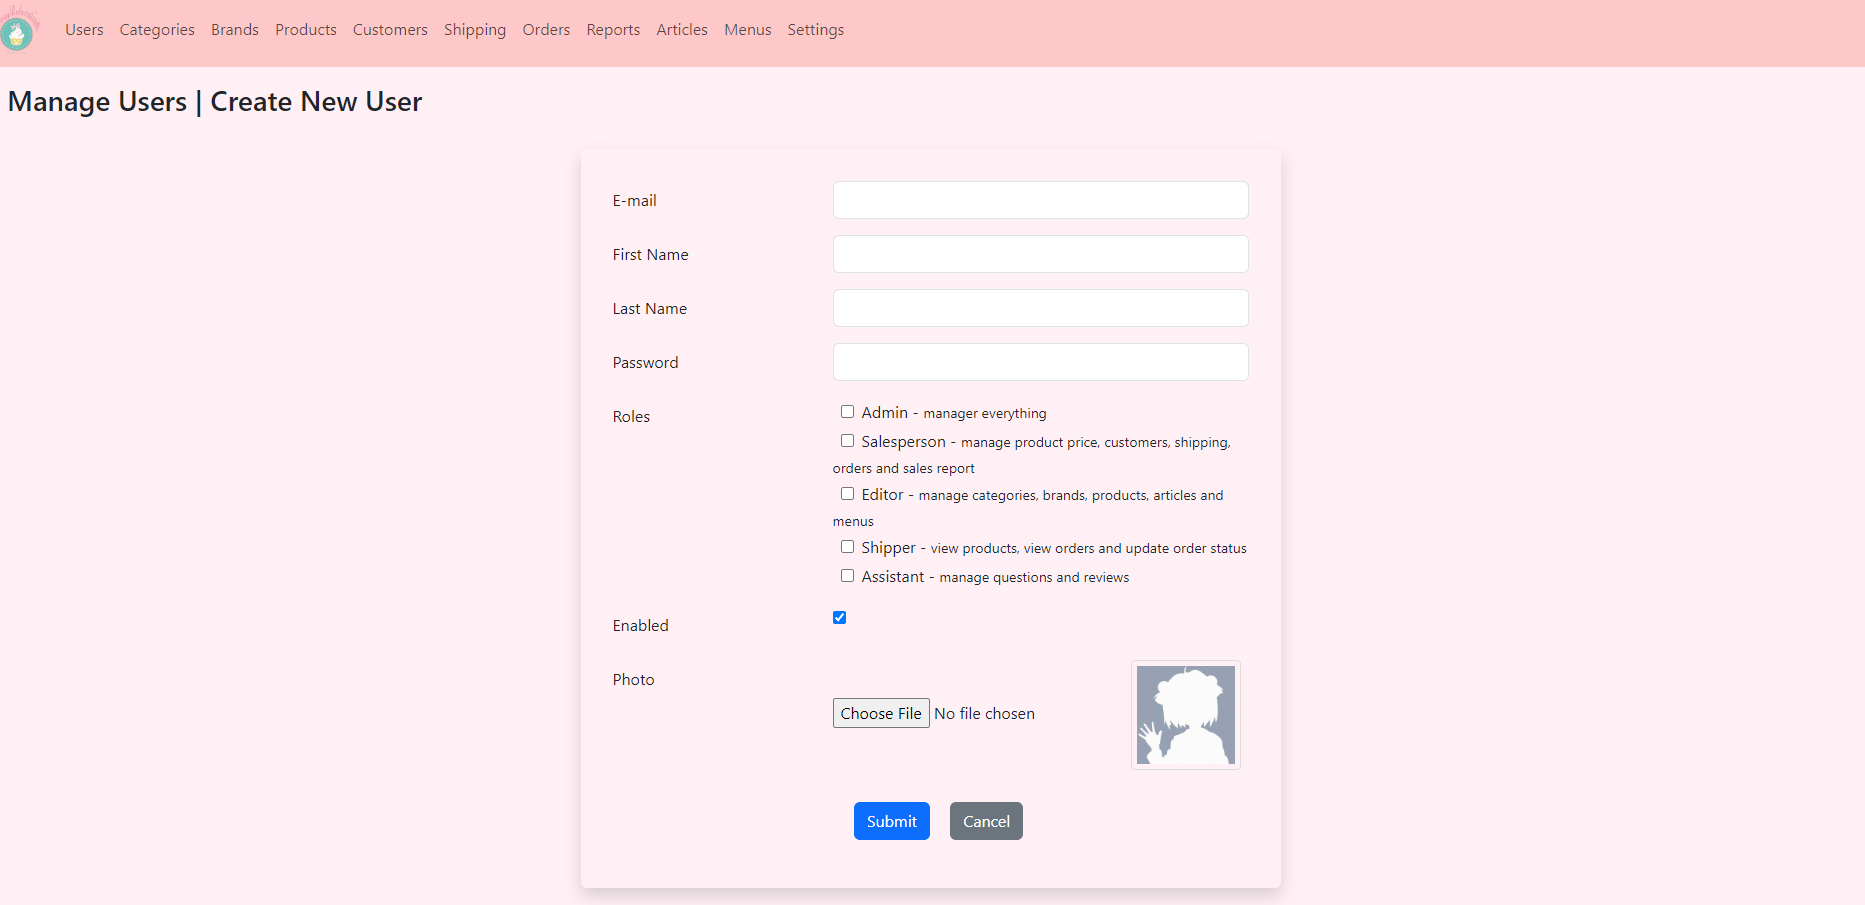 Users Categories Brands Products Customers Shipping Orders Reports Articles Menus Settings
Manage Users | Create New User
E-mail
First Name
Last Name
Password
Roles
Admin - manager everything
Salesperson - manage product price, customers, shipping,
orders and sales report
Editor - manage categories, brands, products, articles and
menus
Shipper - view products, view orders and update order status
Assistant - manage questions and reviews
Enabled
Photo
Choose File No file chosen
Submit Cancel